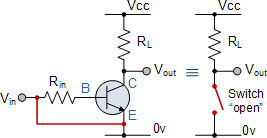 Vcc
Vcc
RL
RL
Rin
C
Vout
≡
Vout
B
Vin
Switch
"open"
E
0v
0v